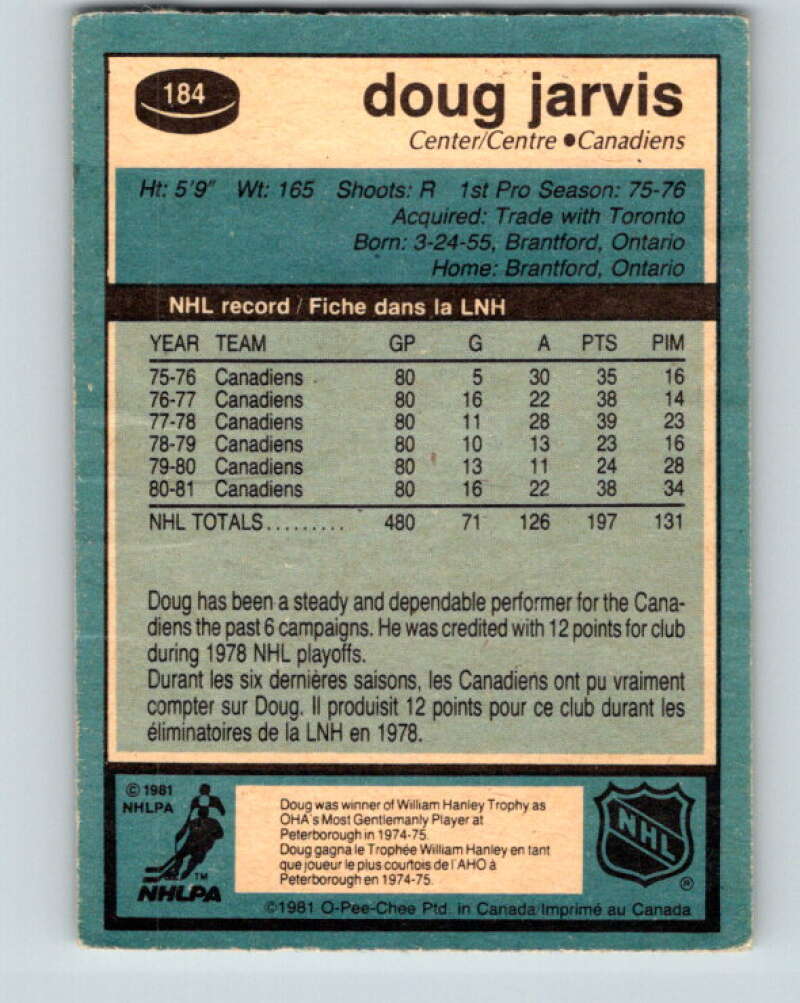 184
doug jarvis
Center/Centre ●Canadiens
Ht: 5'9" Wt: 165 Shoots: R 1st Pro Season: 75-76
Acquired: Trade with Toronto
Born: 3-24-55, Brantford, Ontario
Home: Brantford, Ontario
NHL record / Fiche dans la LNH
YEAR TEAM GP G A PTS PIM
75-76 Canadiens 80 5 30 35 16
76-77 Canadiens 80 16 22 38 14
77-78 Canadiens 80 11 28 39 23
78-79 Canadiens 80 10 13 23 16
79-80 Canadiens 80 13 11 24 28
80-81 Canadiens 80 16 22 38 34
NHL TOTALS......... 480 71 126 197 131
Doug has been a steady and dependable performer for the Cana-
diens the past 6 campaigns. He was credited with 12 points for club
during 1978 NHL playoffs.
Durant les six dernières saisons, les Canadiens ont pu vraiment
compter sur Doug. Il produisit 12 points pour ce club durant les
éliminatoires de la LNH en 1978.
© 1981
NHLPA
TM
NHLPA
Doug was winner of William Hanley Trophy as
OHA's Most Gentlemanly Player at
Peterborough in 1974-75.
Doug gagna le Trophée William Hanley en tant
que joueur le plus courtois de l'AHO à
Peterborough en 1974-75.
NHL
®
©1981 O-Pee-Chee Ptd. in Canada/Imprimé au Canada